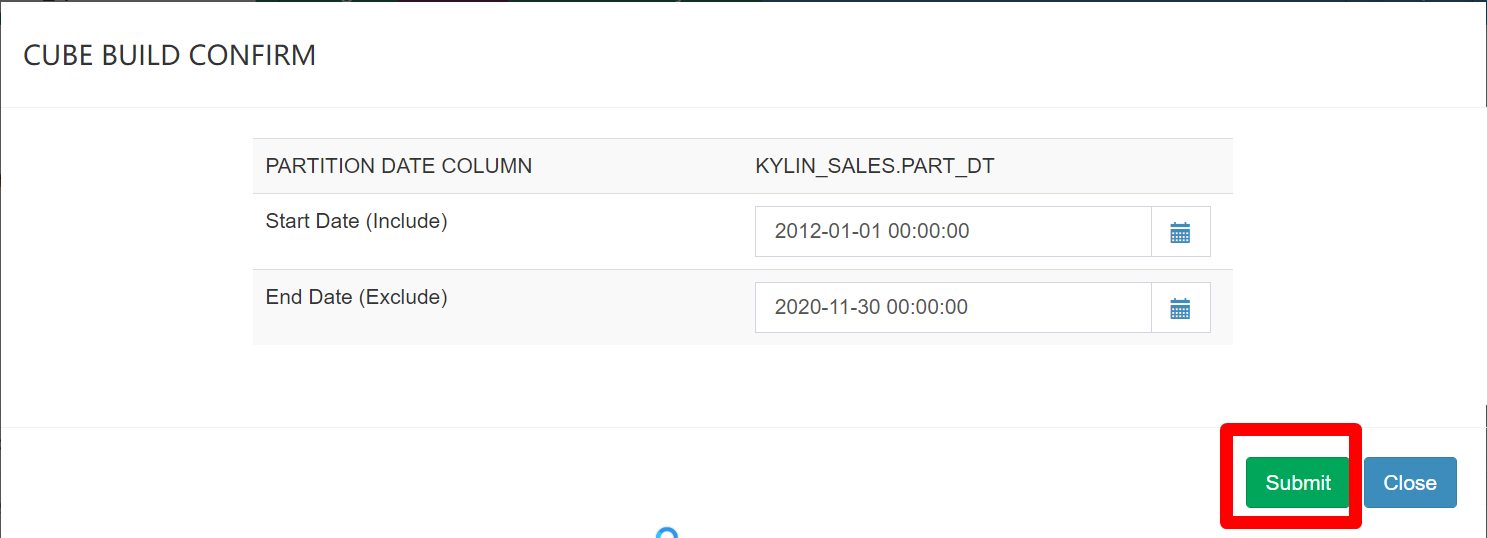 CUBE BUILD CONFIRM
PARTITION DATE COLUMN KYLIN_SALES.PART_DT
Start Date (Include) 2012-01-01 00:00:00
End Date (Exclude) 2020-11-30 00:00:00
Submit Close